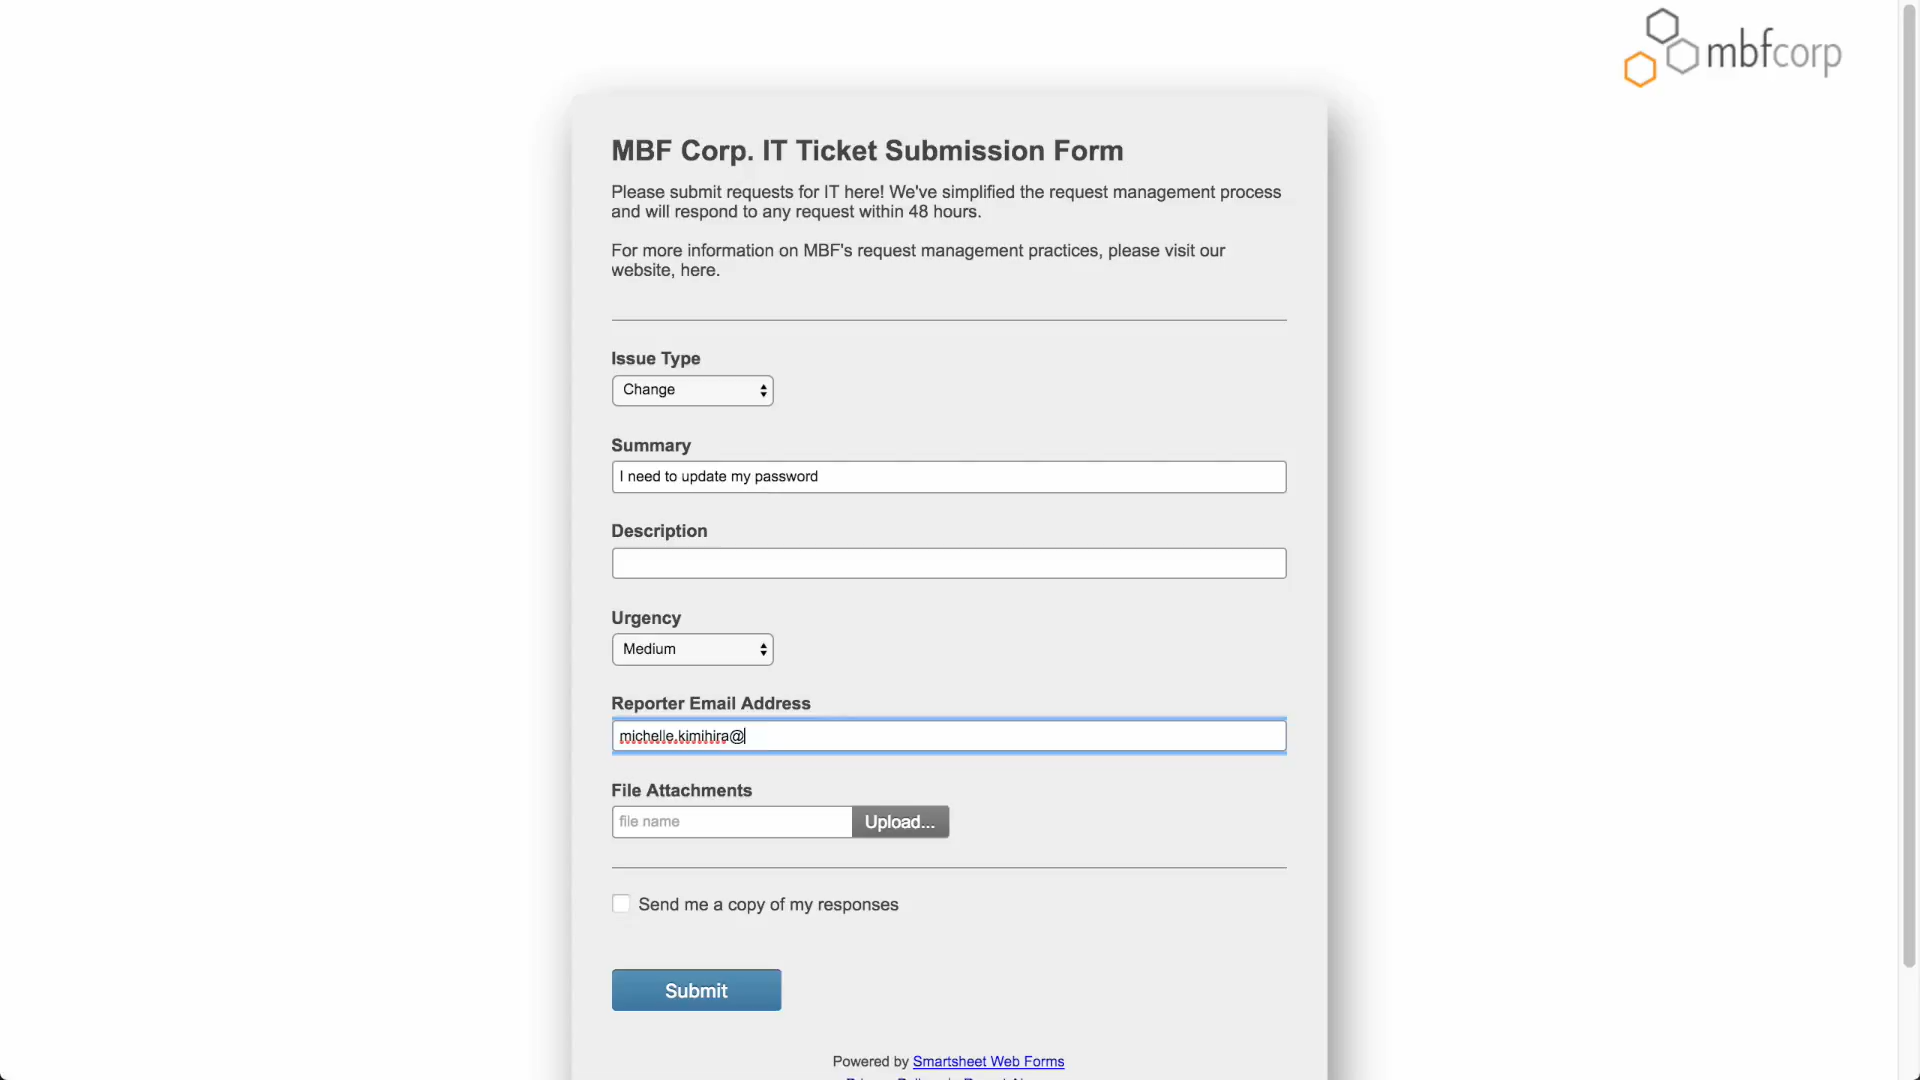 mbfcorp
MBF Corp. IT Ticket Submission Form
Please submit requests for IT here! We've simplified the request management process
and will respond to any request within 48 hours.
For more information on MBF's request management practices, please visit our
website, here.
Issue Type
Change
Summary
I need to update my password
Description
Urgency
Medium
Reporter Email Address
michelle.kimihira@
File Attachments
file name
Upload...
Send me a copy of my responses
Submit
Powered by Smartsheet Web Forms